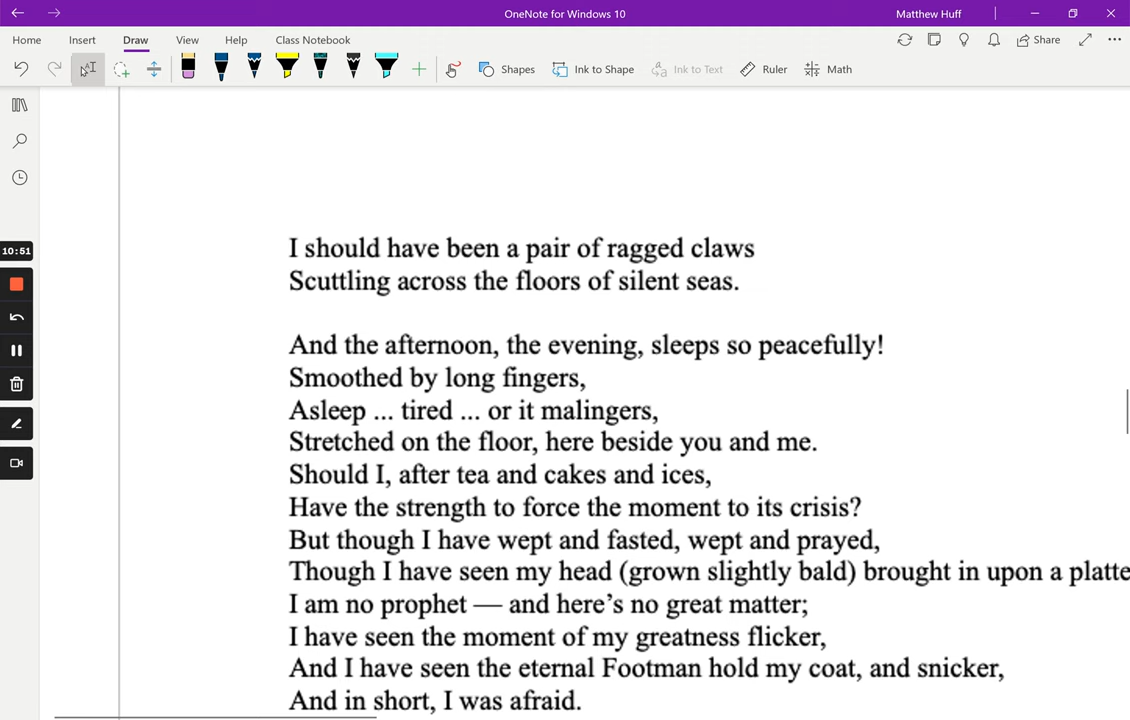 OneNote for Windows 10
Matthew Huff
Home Insert Draw View Help Class Notebook
Share
Shapes Ink to Shape Ink to Text Ruler Math
10:51
I should have been a pair of ragged claws
Scuttling across the floors of silent seas.
And the afternoon, the evening, sleeps so peacefully!
Smoothed by long fingers,
Asleep ... tired ... or it malingers,
Stretched on the floor, here beside you and me.
Should I, after tea and cakes and ices,
Have the strength to force the moment to its crisis?
But though I have wept and fasted, wept and prayed,
Though I have seen my head (grown slightly bald) brought in upon a platte
I am no prophet — and here’s no great matter;
I have seen the moment of my greatness flicker,
And I have seen the eternal Footman hold my coat, and snicker,
And in short, I was afraid.